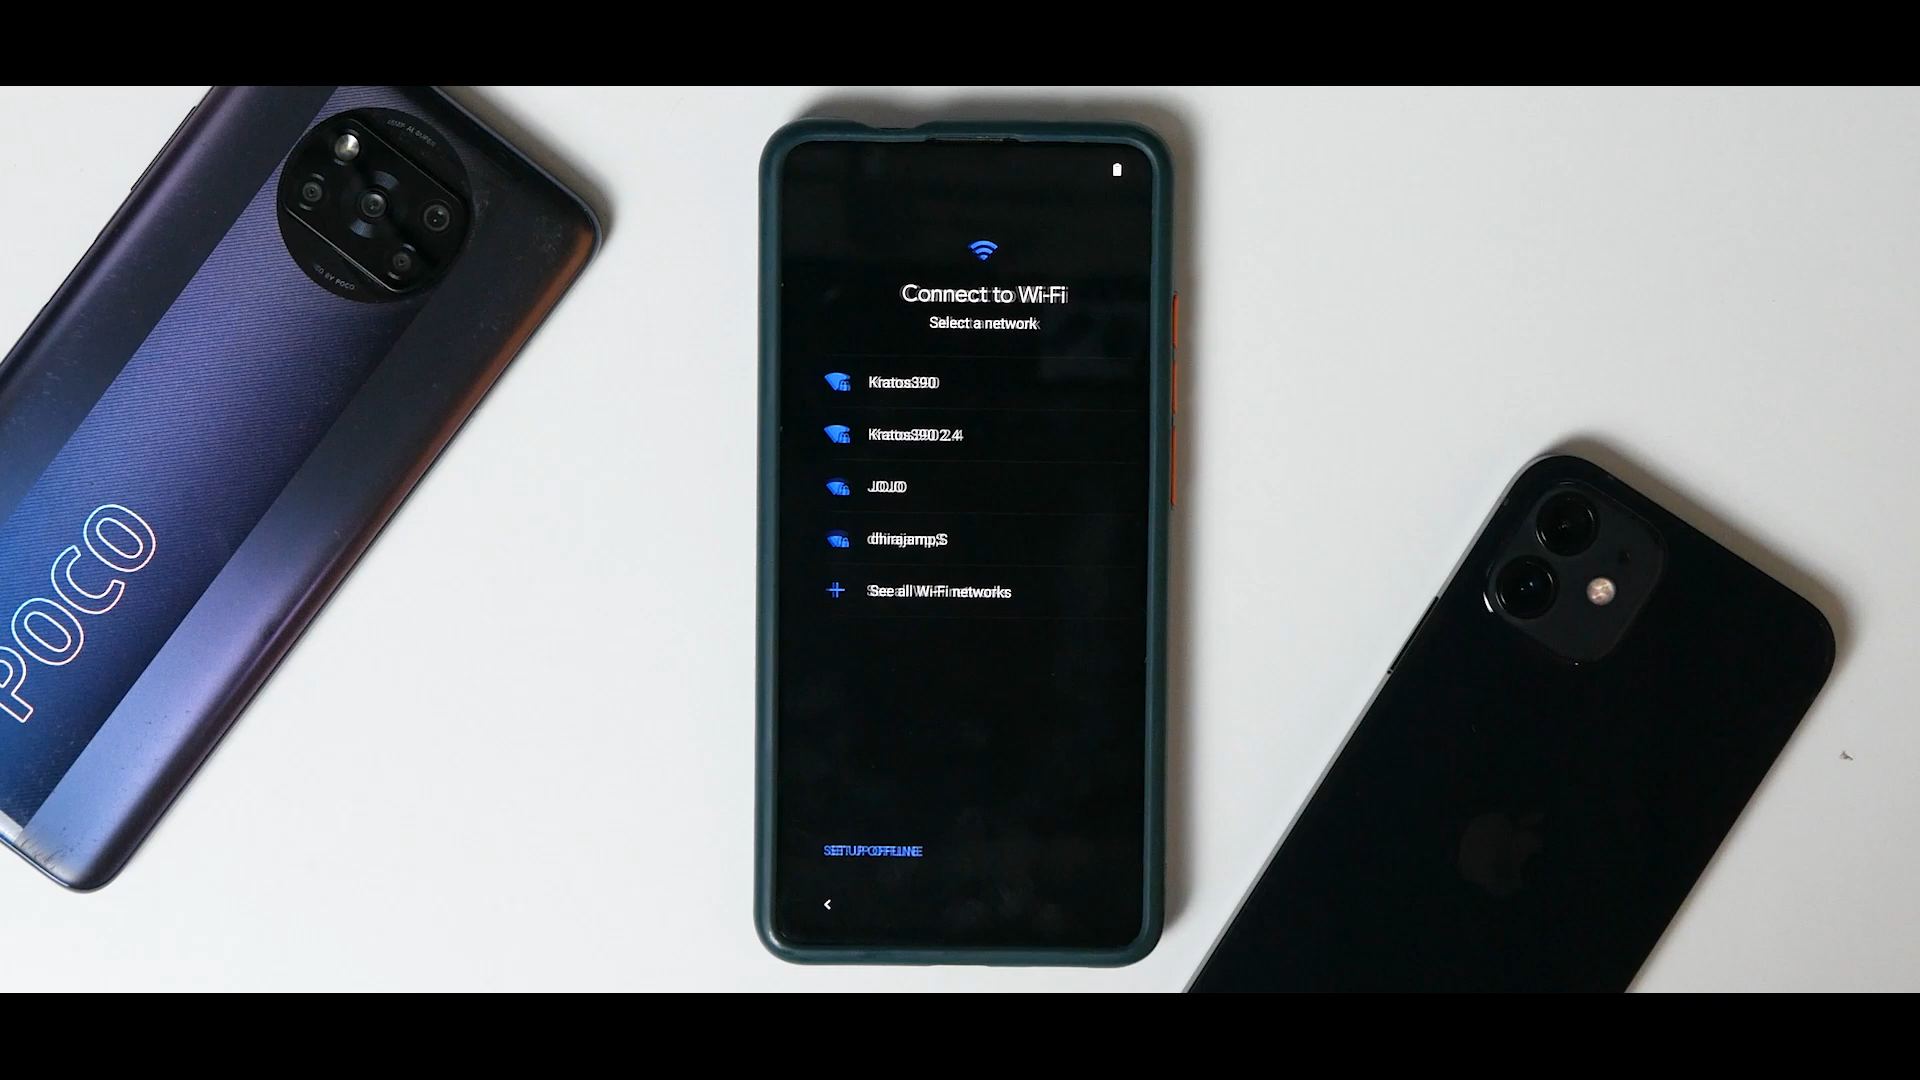 POCO
Connect to Wi-Fi
Select a network
Kratos390
Kratos390 2.4
JOJO
See all Wi-Fi networks
SET UP OFFLINE